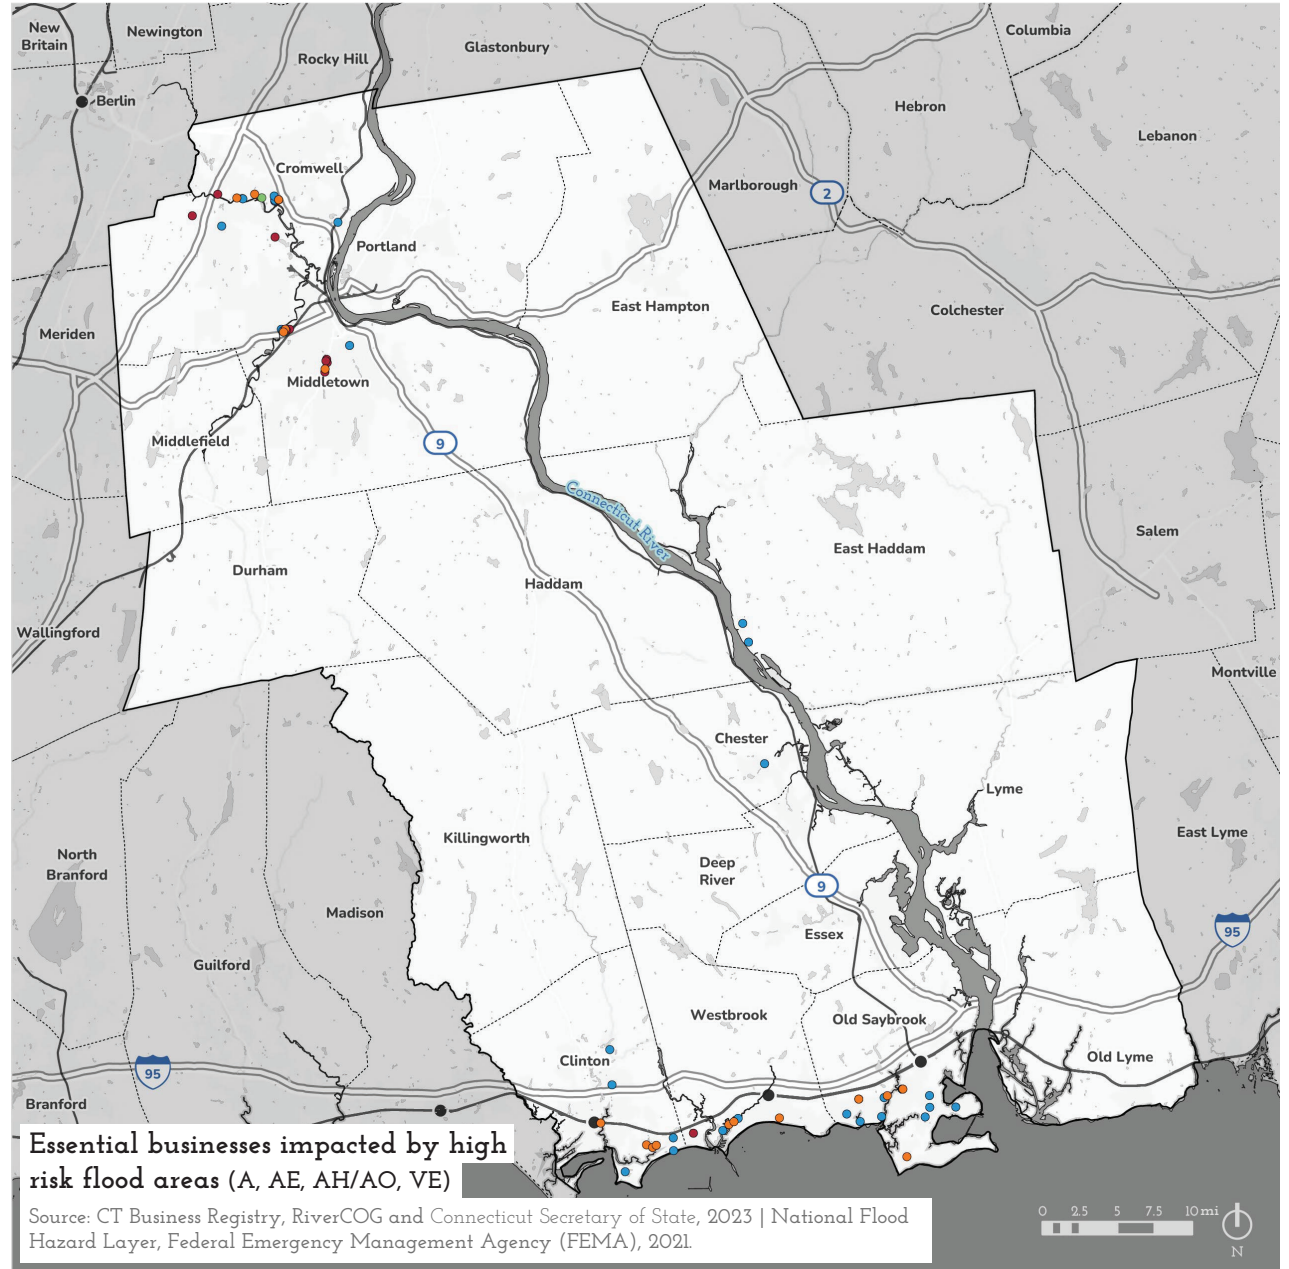 New
Britain
Newington
Rocky Hill
Glastonbury
Columbia
Berlin
Hebron
Lebanon
Cromwell
Marlborough
2
Portland
East Hampton
Colchester
Meriden
Middletown
Middlefield
9
Connecticut River
Salem
East Haddam
Durham
Haddam
Wallingford
Montville
Chester
Lyme
Killingworth
East Lyme
North
Branford
Deep
River
9
Madison
Essex
95
Guilford
Westbrook
Old Saybrook
Clinton
Old Lyme
95
Branford
Essential businesses impacted by high
risk flood areas (A, AE, AH/AO, VE)
Source: CT Business Registry, RiverCOG and Connecticut Secretary of State, 2023 | National Flood
Hazard Layer, Federal Emergency Management Agency (FEMA), 2021.
0 2.5 5 7.5 10 mi
N